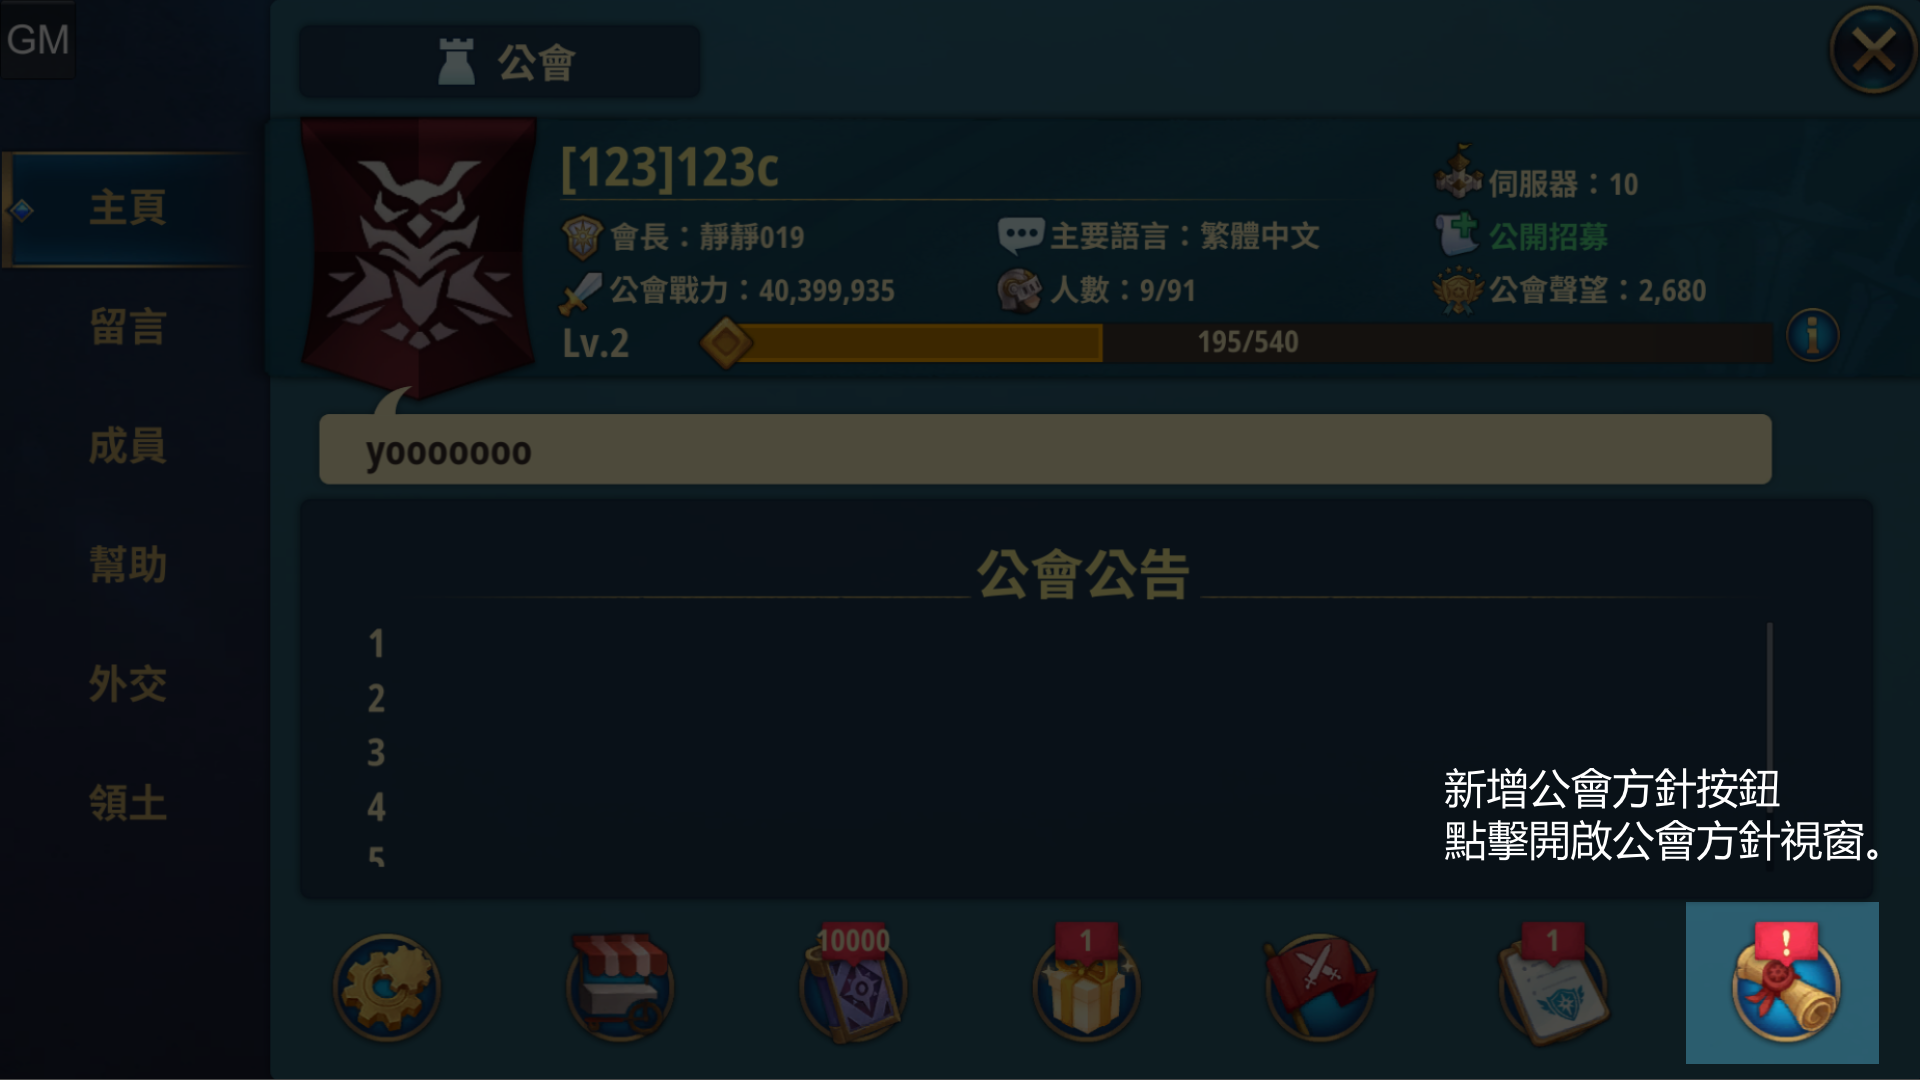 GM
公會
[123]123c
伺服器：10
會長：靜靜019
主要語言：繁體中文
公開招募
公會戰力：40,399,935
人數：9/91
公會聲望：2,680
Lv.2
195/540
主頁
留言
成員
幫助
外交
領土
yooooooo
公會公告
1
2
3
4
5
新增公會方針按鈕
點擊開啟公會方針視窗。
10000
1
1
!